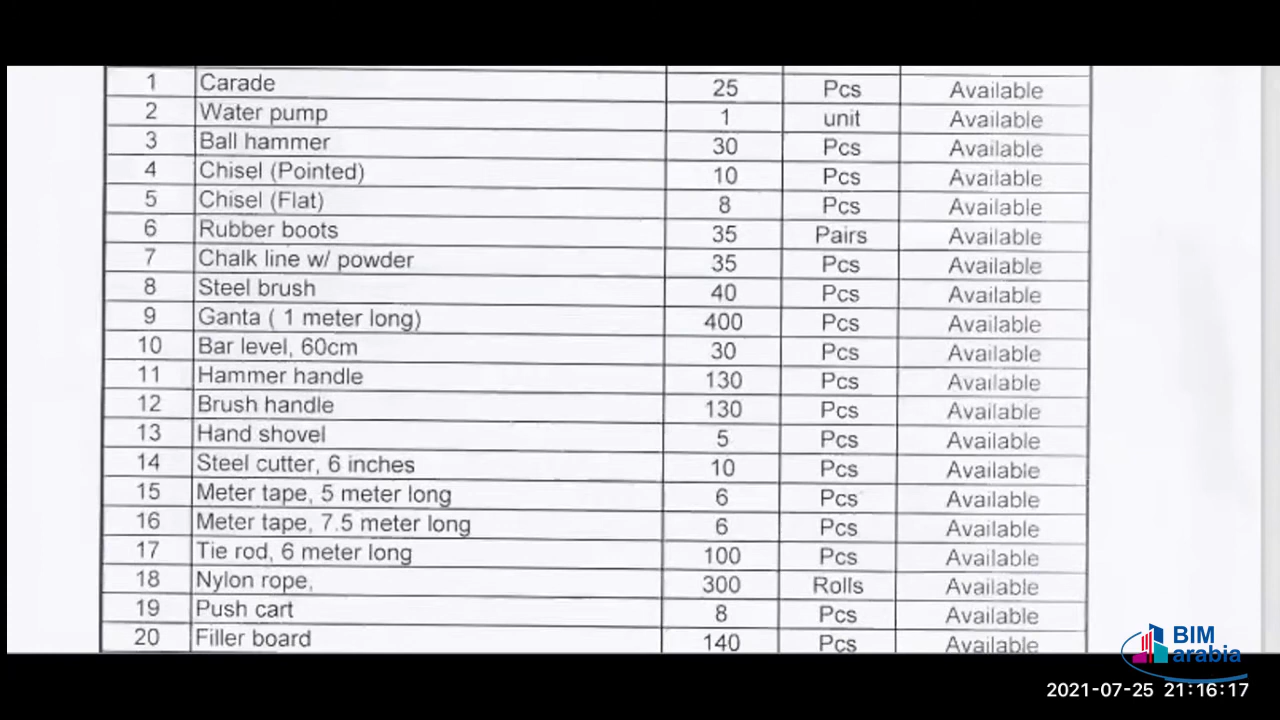 1 Carade 25 Pcs Available
2 Water pump 1 unit Available
3 Ball hammer 30 Pcs Available
4 Chisel (Pointed) 10 Pcs Available
5 Chisel (Flat) 8 Pcs Available
6 Rubber boots 35 Pairs Available
7 Chalk line w/ powder 35 Pcs Available
8 Steel brush 40 Pcs Available
9 Ganta ( 1 meter long) 400 Pcs Available
10 Bar level, 60cm 30 Pcs Available
11 Hammer handle 130 Pcs Available
12 Brush handle 130 Pcs Available
13 Hand shovel 5 Pcs Available
14 Steel cutter, 6 inches 10 Pcs Available
15 Meter tape, 5 meter long 6 Pcs Available
16 Meter tape, 7.5 meter long 6 Pcs Available
17 Tie rod, 6 meter long 100 Pcs Available
18 Nylon rope, 300 Rolls Available
19 Push cart 8 Pcs Available
20 Filler board 140 Pcs Available
BIM
arabia
2021-07-25 21:16:17